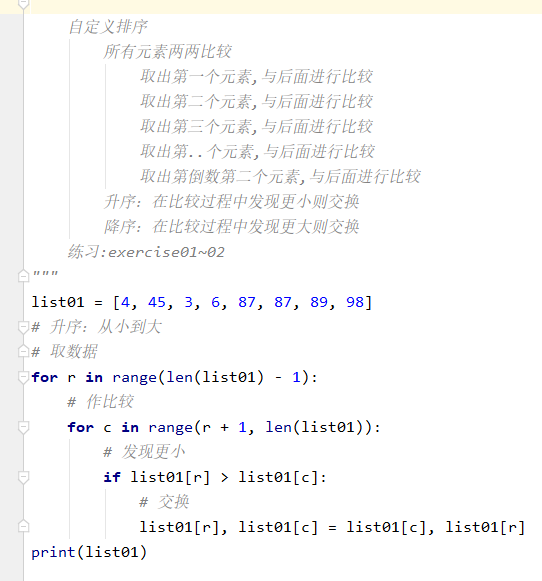 自定义排序
所有元素两两比较
取出第一个元素,与后面进行比较
取出第二个元素,与后面进行比较
取出第三个元素,与后面进行比较
取出第..个元素,与后面进行比较
取出第倒数第二个元素,与后面进行比较
升序：在比较过程中发现更小则交换
降序：在比较过程中发现更大则交换
练习:exercise01~02
"""
list01 = [4, 45, 3, 6, 87, 87, 89, 98]
# 升序：从小到大
# 取数据
for r in range(len(list01) - 1):
# 作比较
for c in range(r + 1, len(list01)):
# 发现更小
if list01[r] > list01[c]:
# 交换
list01[r], list01[c] = list01[c], list01[r]
print(list01)